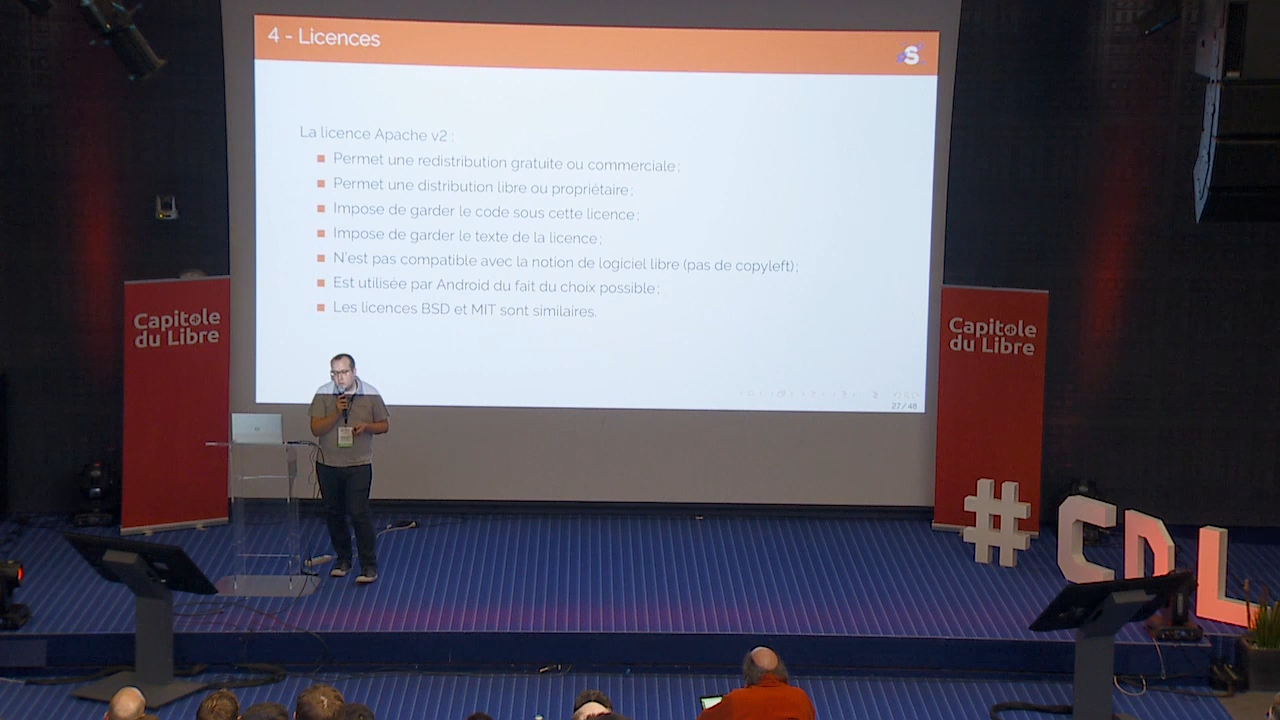 4 - Licences
S
La licence Apache v2 :
Permet une redistribution gratuite ou commerciale ;
Permet une distribution libre ou propriétaire ;
Impose de garder le code sous cette licence ;
Impose de garder le texte de la licence ;
N'est pas compatible avec la notion de logiciel libre (pas de copyleft) ;
Est utilisée par Android du fait du choix possible ;
Les licences BSD et MIT sont similaires.
27 / 48
Capitole
du Libre
Capitole
du Libre
#CDL